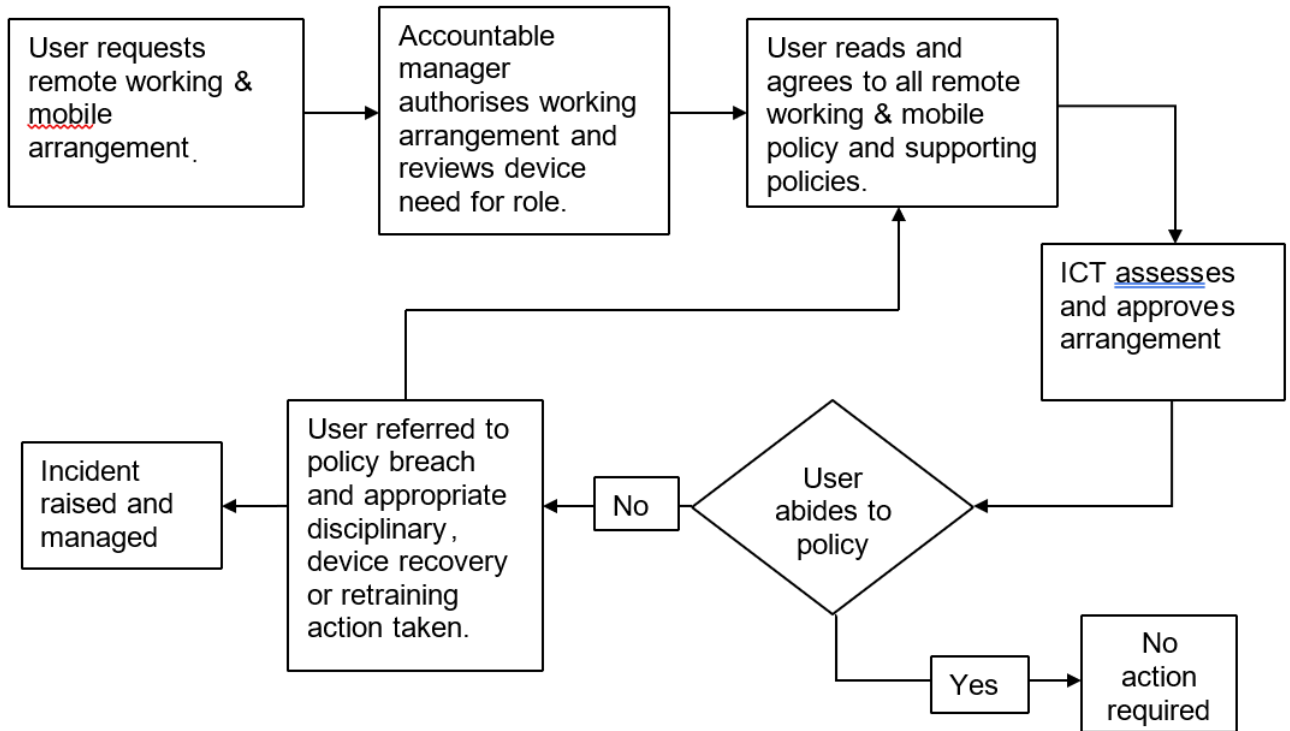 User requests
remote working &
mobile
arrangement.
Accountable
manager
authorises working
arrangement and
reviews device
need for role.
User reads and
agrees to all remote
working & mobile
policy and supporting
policies.
ICT assesses
and approves
arrangement
User
abides to
policy
No
User referred to
policy breach
and appropriate
disciplinary,
device recovery
or retraining
action taken.
Incident
raised and
managed
Yes
No
action
required